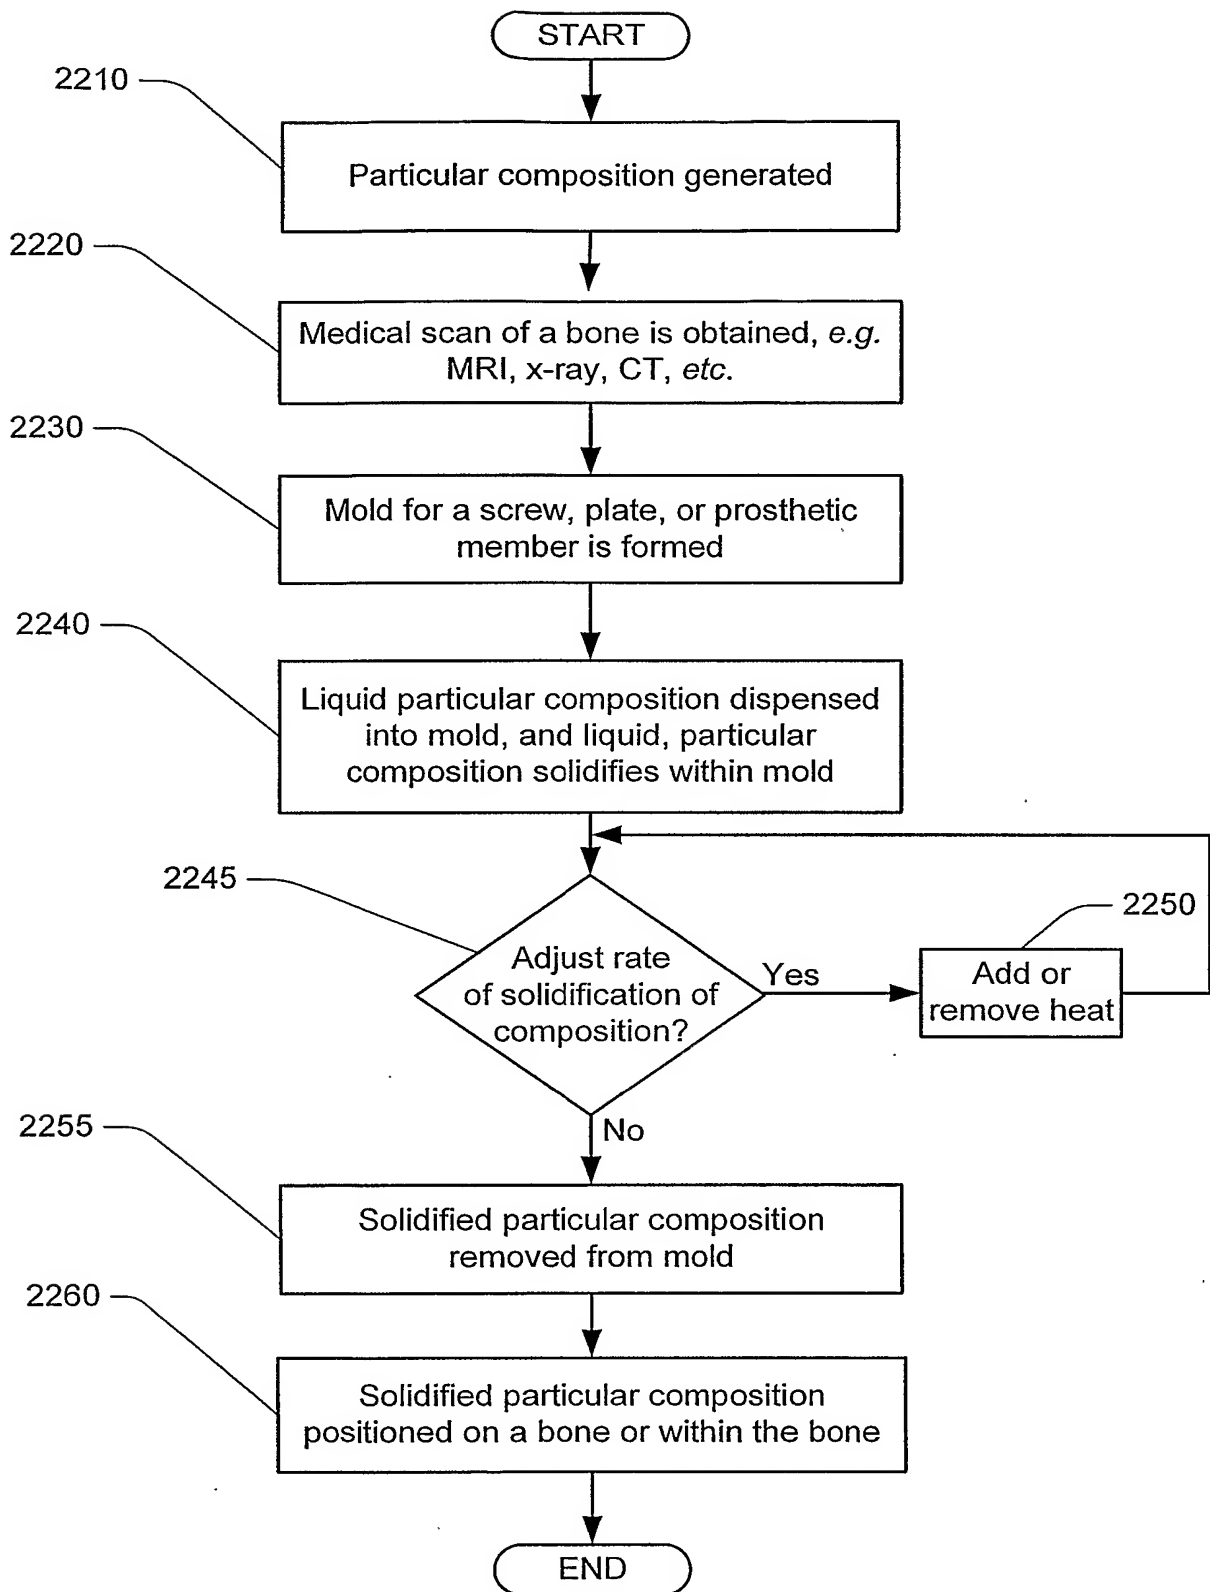 START
2210
Particular composition generated
2220
Medical scan of a bone is obtained, e.g.
MRI, x-ray, CT, etc.
2230
Mold for a screw, plate, or prosthetic
member is formed
2240
Liquid particular composition dispensed
into mold, and liquid, particular
composition solidifies within mold
2245
Adjust rate
of solidification of
composition?
Yes
2250
Add or
remove heat
No
2255
Solidified particular composition
removed from mold
2260
Solidified particular composition
positioned on a bone or within the bone
END